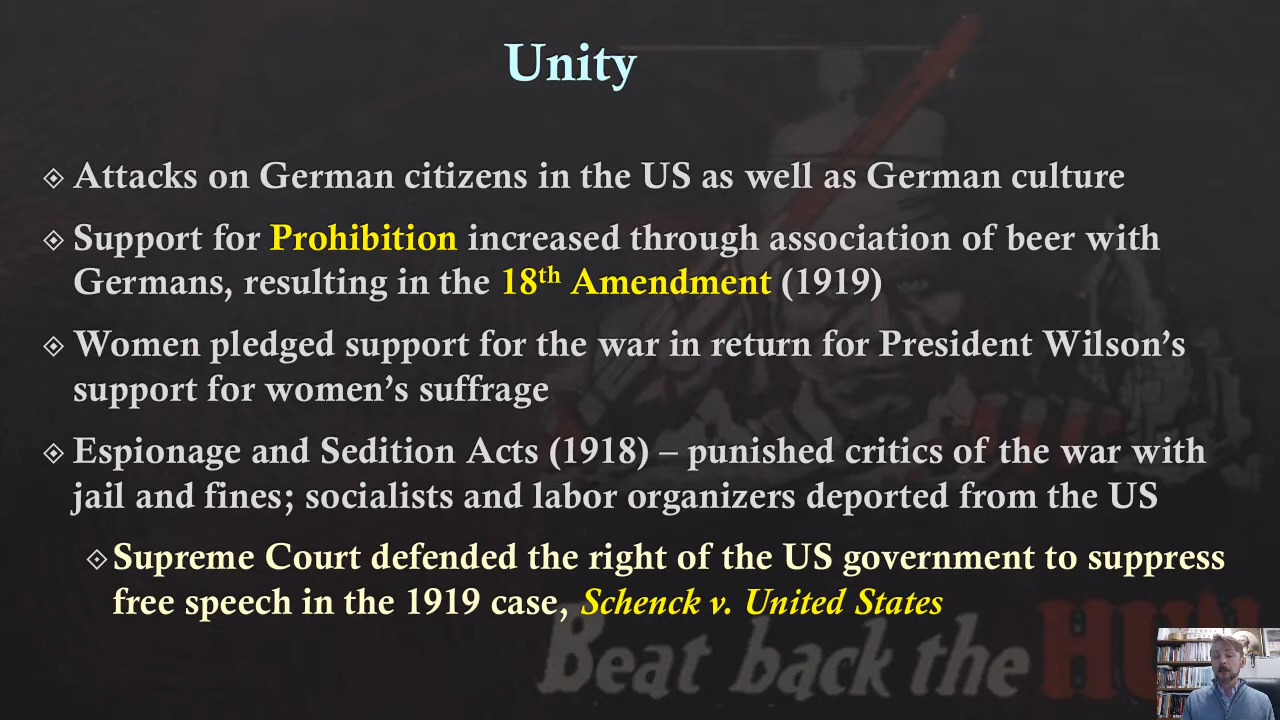 Unity
Attacks on German citizens in the US as well as German culture
Support for Prohibition increased through association of beer with
Germans, resulting in the 18th Amendment (1919)
Women pledged support for the war in return for President Wilson’s
support for women’s suffrage
Espionage and Sedition Acts (1918) – punished critics of the war with
jail and fines; socialists and labor organizers deported from the US
Supreme Court defended the right of the US government to suppress
free speech in the 1919 case, Schenck v. United States
Beat back the HUN